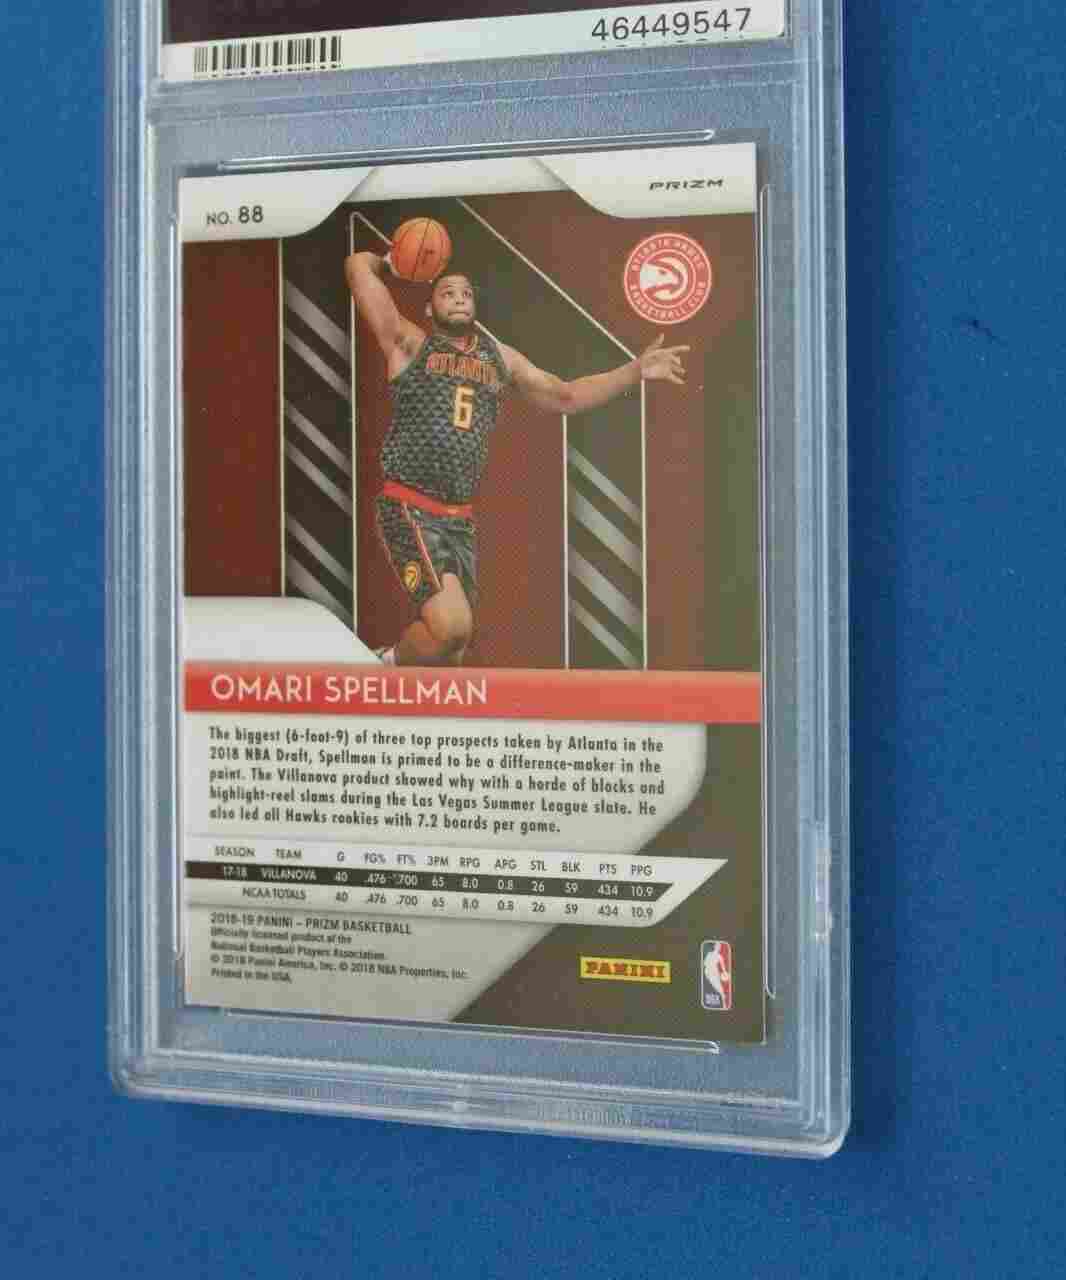 46449547
NO. 88
PRIZM
ATLANTA HAWKS
BASKETBALL CLUB
ATLANTA
6
OMARI SPELLMAN
The biggest (6-foot-9) of three top prospects taken by Atlanta in the
2018 NBA Draft, Spellman is primed to be a difference-maker in the
paint. The Villanova product showed why with a horde of blocks and
highlight-reel slams during the Las Vegas Summer League slate. He
also led all Hawks rookies with 7.2 boards per game.
SEASON TEAM G FG% FT% 3PM RPG APG STL BLK PTS PPG
17-18 VILLANOVA 40 .476 .700 65 8.0 0.8 26 59 434 10.9
NCAA TOTALS 40 .476 .700 65 8.0 0.8 26 59 434 10.9
2018-19 PANINI – PRIZM BASKETBALL
Officially licensed product of the
National Basketball Players Association.
© 2018 Panini America, Inc. © 2018 NBA Properties, Inc.
Printed in the USA.
PANINI
NBA